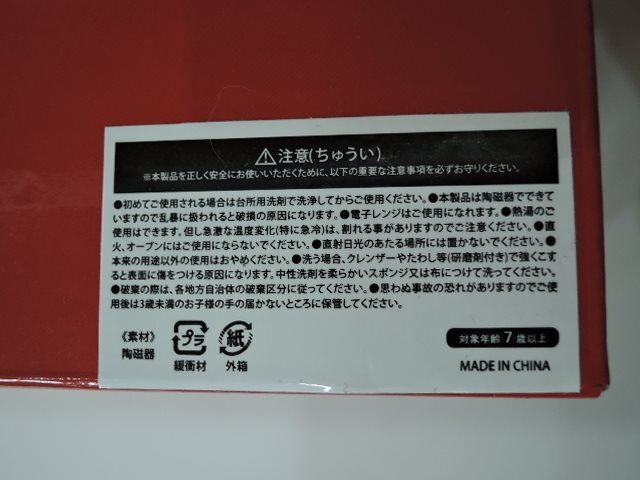 ⚠注意(ちゅうい)
※本製品を正しく安全にお使いいただくために、以下の重要な注意事項を必ずお守りください。
●初めてご使用される場合は台所用洗剤で洗浄してからご使用ください。●本製品は陶磁器でできて
いますので乱暴に扱われると破損の原因になります。●電子レンジはご使用になれます。●熱湯のご
使用はできます。但し急激な温度変化(特に急冷)は、割れる事がありますのでご注意ください。●直
火、オーブンにはご使用にならないでください。●直射日光のあたる場所には置かないでください。●
本来の用途以外の使用はおやめください。●洗う場合、クレンザーやたわし等(研磨剤付き)で強くこす
ると表面に傷をつける原因になります。中性洗剤を柔らかいスポンジ又は布につけて洗ってください。
●破棄の際は、各地方自治体の破棄区分に従ってください。●思わぬ事故の恐れがありますのでご使
用後は3歳未満のお子様の手の届かないところに保管してください。
《素材》
陶磁器
プラ
緩衝材
紙
外箱
対象年齢7歳以上
MADE IN CHINA